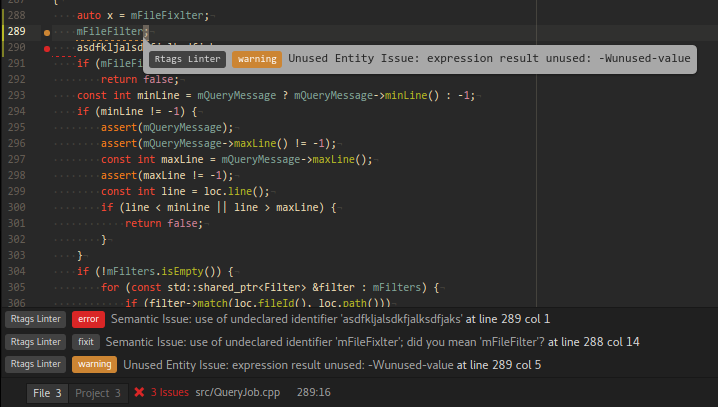 288 auto x = mFileFixlter;
289 mFileFilter;
290 asdfkljalsd
Rtags Linter warning Unused Entity Issue: expression result unused: -Wunused-value
291 if (mFileFi
292 return false;
293 const int minLine = mQueryMessage ? mQueryMessage->minLine() : -1;
294 if (minLine != -1) {
295 assert(mQueryMessage);
296 assert(mQueryMessage->maxLine() != -1);
297 const int maxLine = mQueryMessage->maxLine();
298 assert(maxLine != -1);
299 const int line = loc.line();
300 if (line < minLine || line > maxLine) {
301 return false;
302 }
303 }
304 if (!mFilters.isEmpty()) {
305 for (const std::shared_ptr<Filter> &filter : mFilters) {
306 if (filter->match(loc.fileId(), loc.path()))
Rtags Linter error Semantic Issue: use of undeclared identifier 'asdfkljalsdkfjalksdfjaks' at line 289 col 1
Rtags Linter fixit Semantic Issue: use of undeclared identifier 'mFileFixlter'; did you mean 'mFileFilter'? at line 288 col 14
Rtags Linter warning Unused Entity Issue: expression result unused: -Wunused-value at line 289 col 5
File 3 Project 3 3 Issues src/QueryJob.cpp 289:16